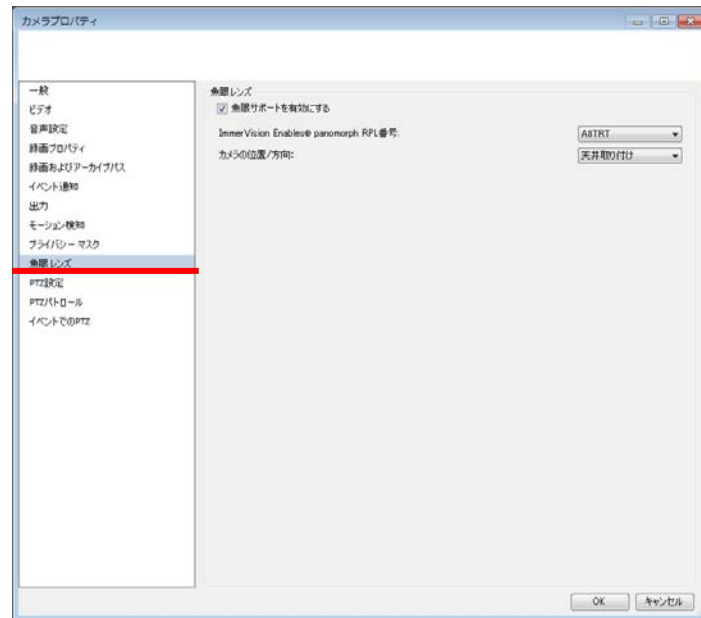 カメラプロパティ
一般
ビデオ
音声設定
録画プロパティ
録画およびアーカイブパス
イベント通知
出力
モーション検知
プライバシー マスク
魚眼レンズ
PTZ設定
PTZパトロール
イベントでのPTZ
魚眼レンズ
魚眼サポートを有効にする
ImmerVision Enables® panomorph RPL番号:
A8TRT
カメラの位置/方向:
天井取り付け
OK
キャンセル